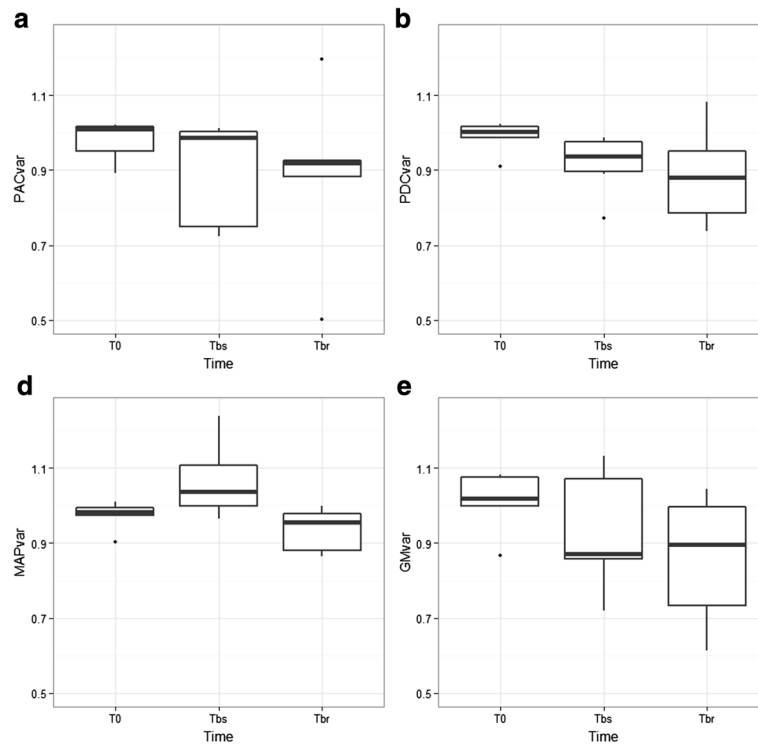 a
PACvar
1.1
0.9
0.7
0.5
T0 Tbs Tbr
Time
b
PDCvar
1.1
0.9
0.7
0.5
T0 Tbs Tbr
Time
d
MAPvar
1.1
0.9
0.7
0.5
T0 Tbs Tbr
Time
e
GMvar
1.1
0.9
0.7
0.5
T0 Tbs Tbr
Time